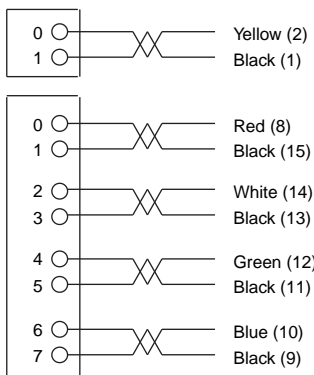 0 Yellow (2)
1 Black (1)
0 Red (8)
1 Black (15)
2 White (14)
3 Black (13)
4 Green (12)
5 Black (11)
6 Blue (10)
7 Black (9)